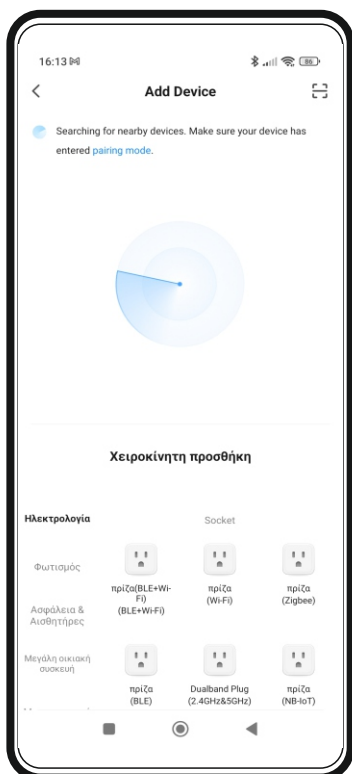 16:13
86
Add Device
Searching for nearby devices. Make sure your device has
entered pairing mode.
Χειροκίνητη προσθήκη
Ηλεκτρολογία
Socket
Φωτισμός
πρίζα(BLE+Wi-
Fi)
(BLE+Wi-Fi)
πρίζα
(Wi-Fi)
πρίζα
(Zigbee)
Ασφάλεια &
Αισθητήρες
Μεγάλη οικιακή
συσκευή
πρίζα
(BLE)
Dualband Plug
(2.4GHz&5GHz)
πρίζα
(NB-IoT)